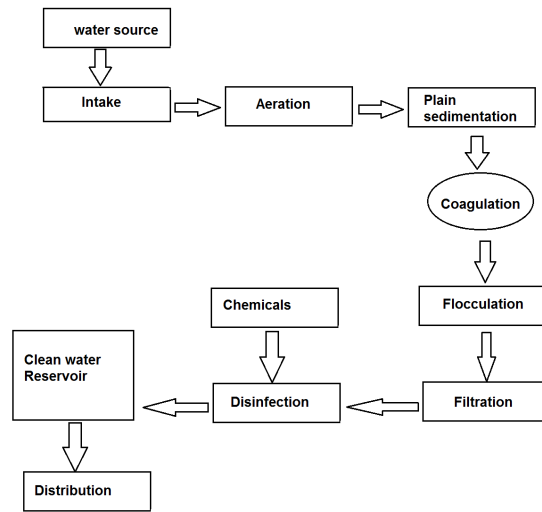 water source
Intake
Aeration
Plain
sedimentation
Coagulation
Flocculation
Filtration
Chemicals
Disinfection
Clean water
Reservoir
Distribution